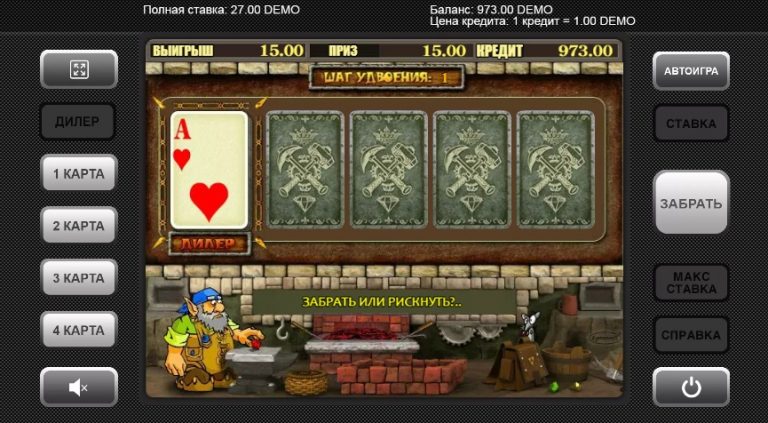 Полная ставка: 27.00 DEMO
Баланс: 973.00 DEMO
Цена кредита: 1 кредит = 1.00 DEMO
ВЫИГРЫШ 15.00 ПРИЗ 15.00 КРЕДИТ 973.00
ШАГ УДВОЕНИЯ: 1
АВТОИГРА
ДИЛЕР
СТАВКА
A
1 КАРТА
2 КАРТА
ЗАБРАТЬ
ДИЛЕР
3 КАРТА
МАКС
СТАВКА
ЗАБРАТЬ ИЛИ РИСКНУТЬ?..
4 КАРТА
СПРАВКА